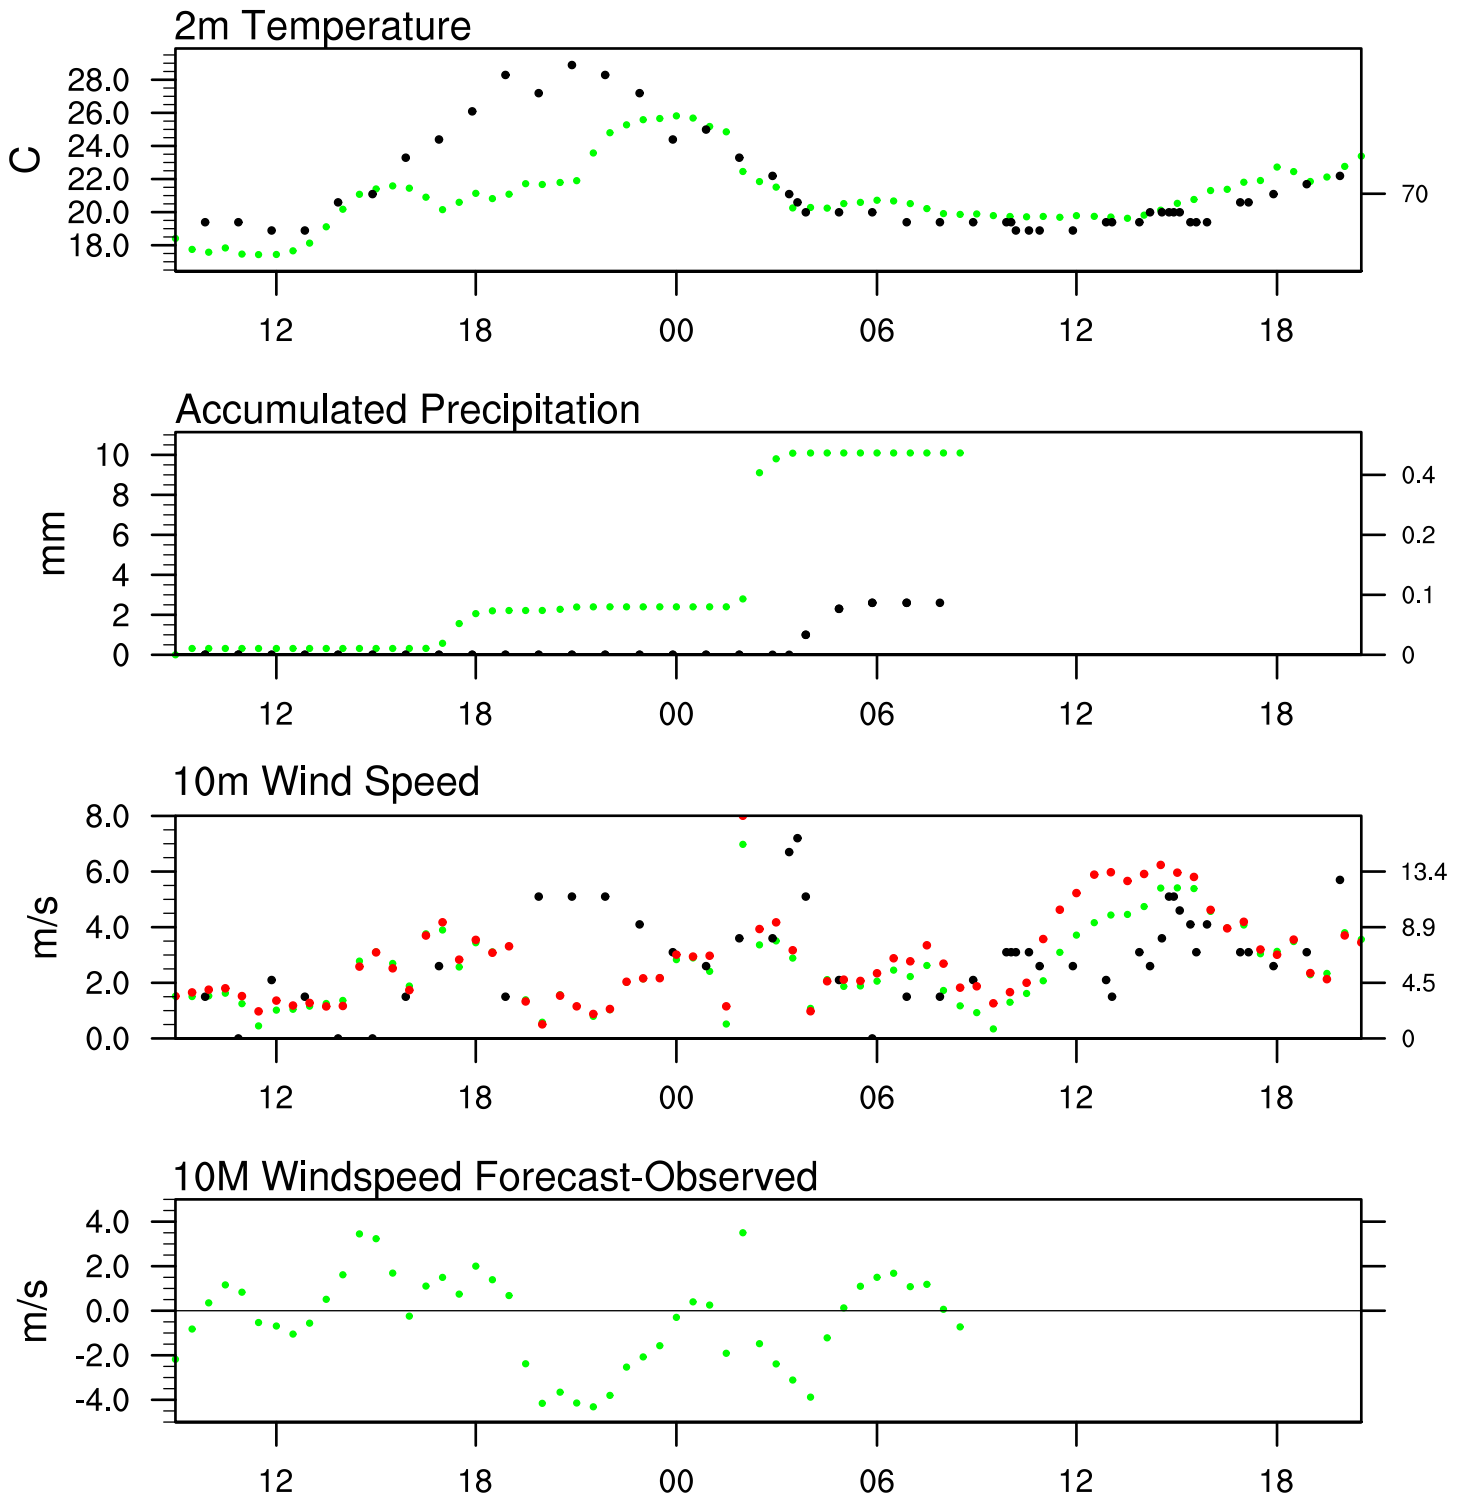 2m Temperature
28.0
26.0
24.0
22.0
20.0
18.0
C
70
12 18 00 06 12 18
Accumulated Precipitation
10
8
6
4
2
0
mm
0.4
0.2
0.1
0
12 18 00 06 12 18
10m Wind Speed
8.0
6.0
4.0
2.0
0.0
m/s
13.4
8.9
4.5
0
12 18 00 06 12 18
10M Windspeed Forecast-Observed
4.0
2.0
0.0
-2.0
-4.0
m/s
12 18 00 06 12 18